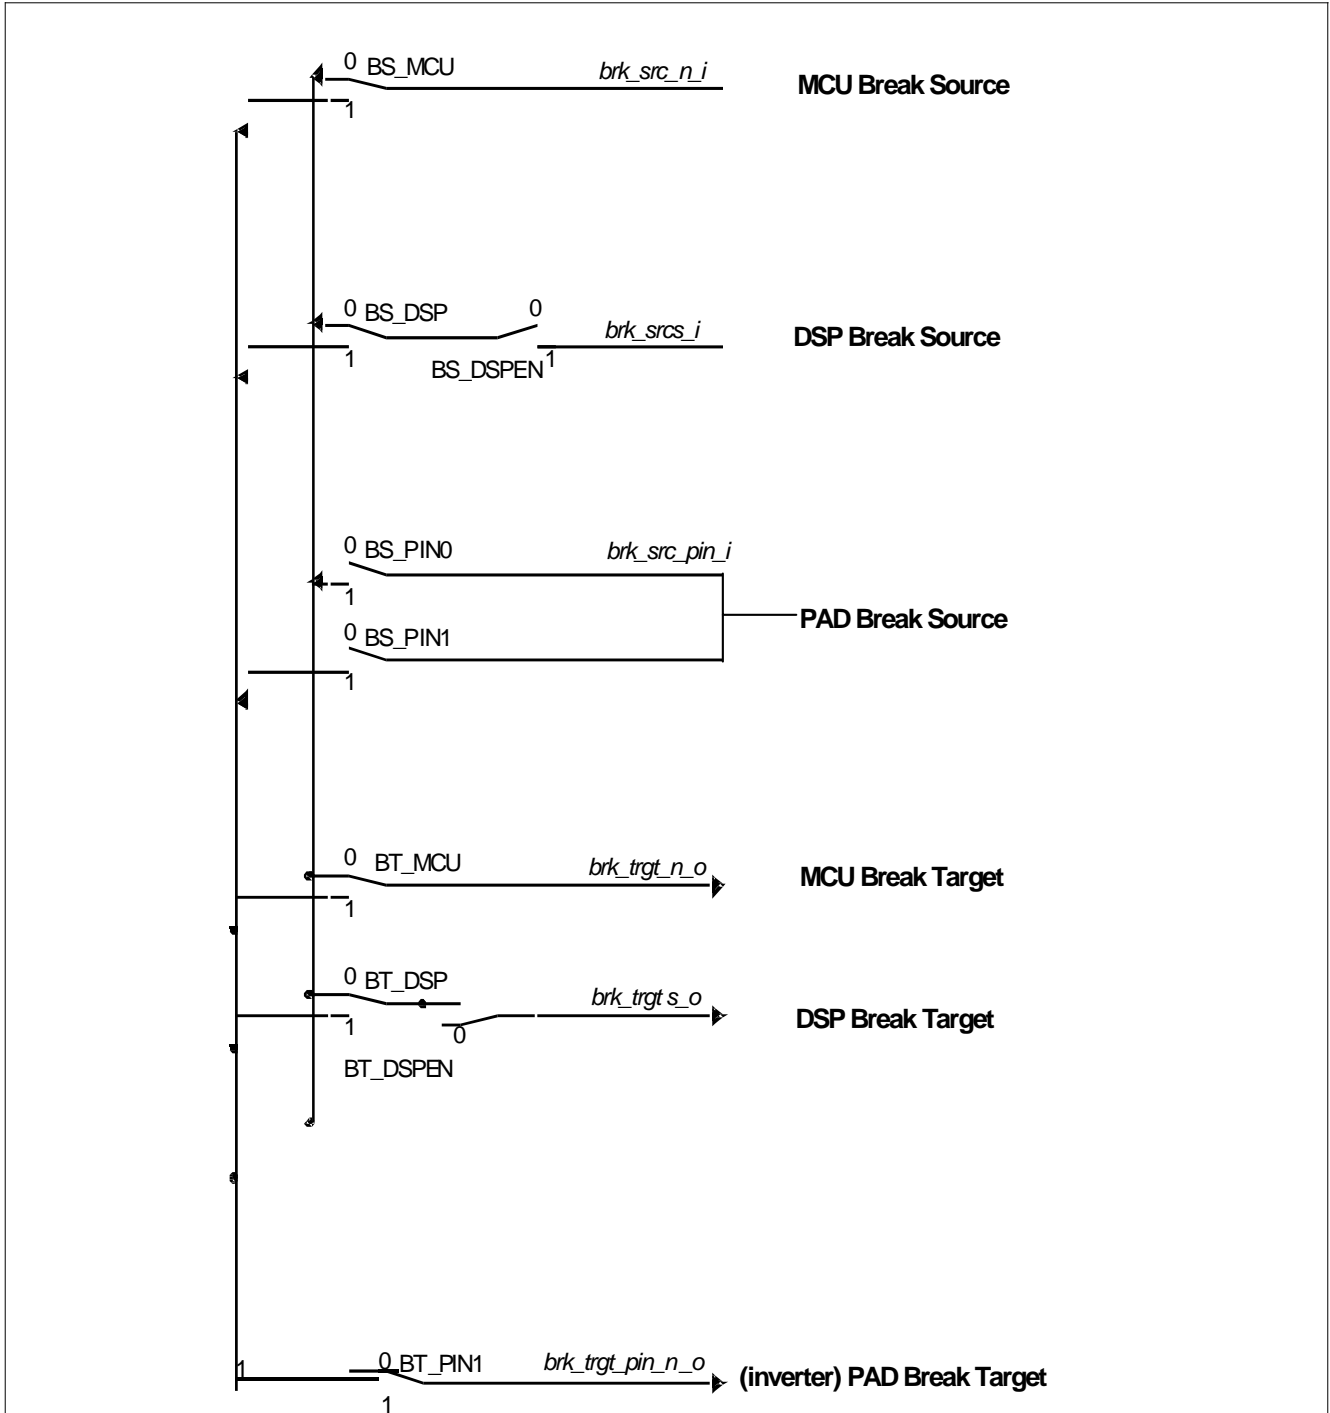 0 BS_MCU brk_src_n_i MCU Break Source
1
0 BS_DSP 0 brk_srcs_i DSP Break Source
1 BS_DSPEN 1
0 BS_PIN0 brk_src_pin_i
1
PAD Break Source
0 BS_PIN1
1
0 BT_MCU brk_trgt_n_o MCU Break Target
1
0 BT_DSP brk_trgt s_o DSP Break Target
1 0
BT_DSPEN
1 0 BT_PIN1 brk_trgt_pin_n_o (inverter) PAD Break Target
1